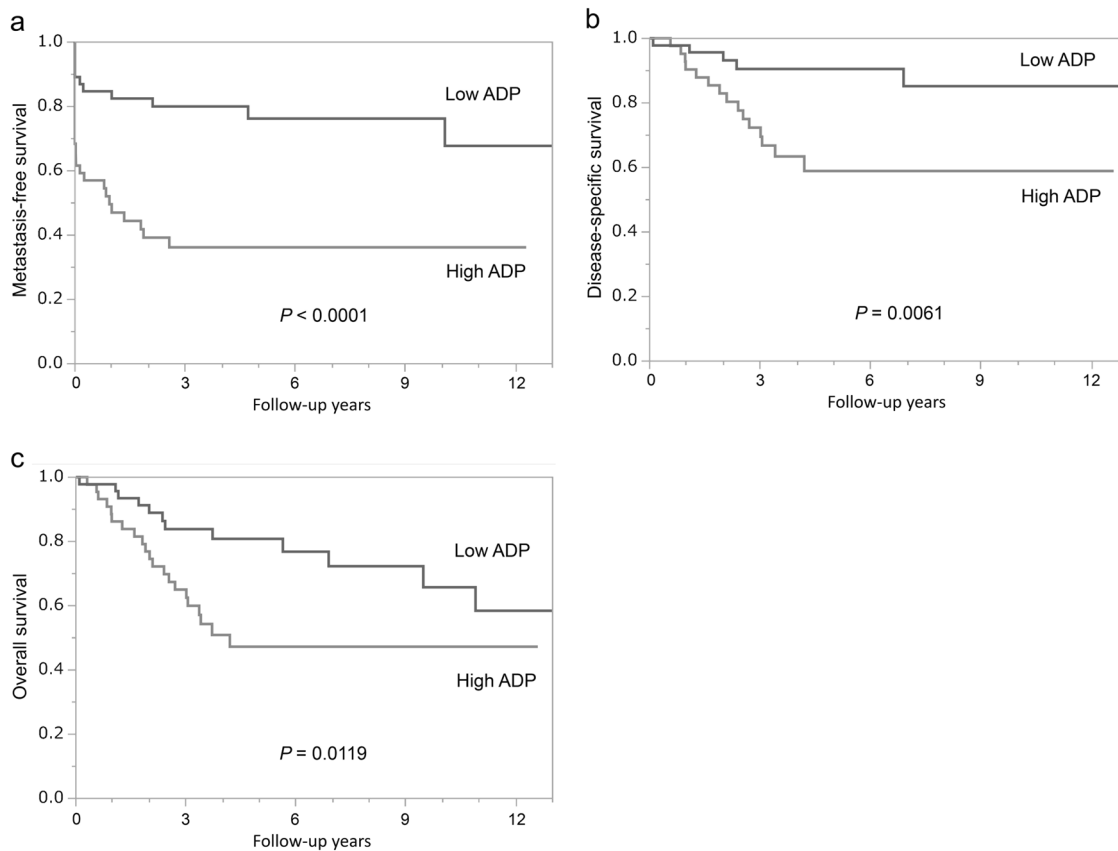 a
1.0
0.8
0.6
0.4
0.2
0.0
Metastasis-free survival
Low ADP
High ADP
P < 0.0001
0 3 6 9 12
Follow-up years
b
1.0
0.8
0.6
0.4
0.2
0.0
Disease-specific survival
Low ADP
High ADP
P = 0.0061
0 3 6 9 12
Follow-up years
c
1.0
0.8
0.6
0.4
0.2
0.0
Overall survival
Low ADP
High ADP
P = 0.0119
0 3 6 9 12
Follow-up years